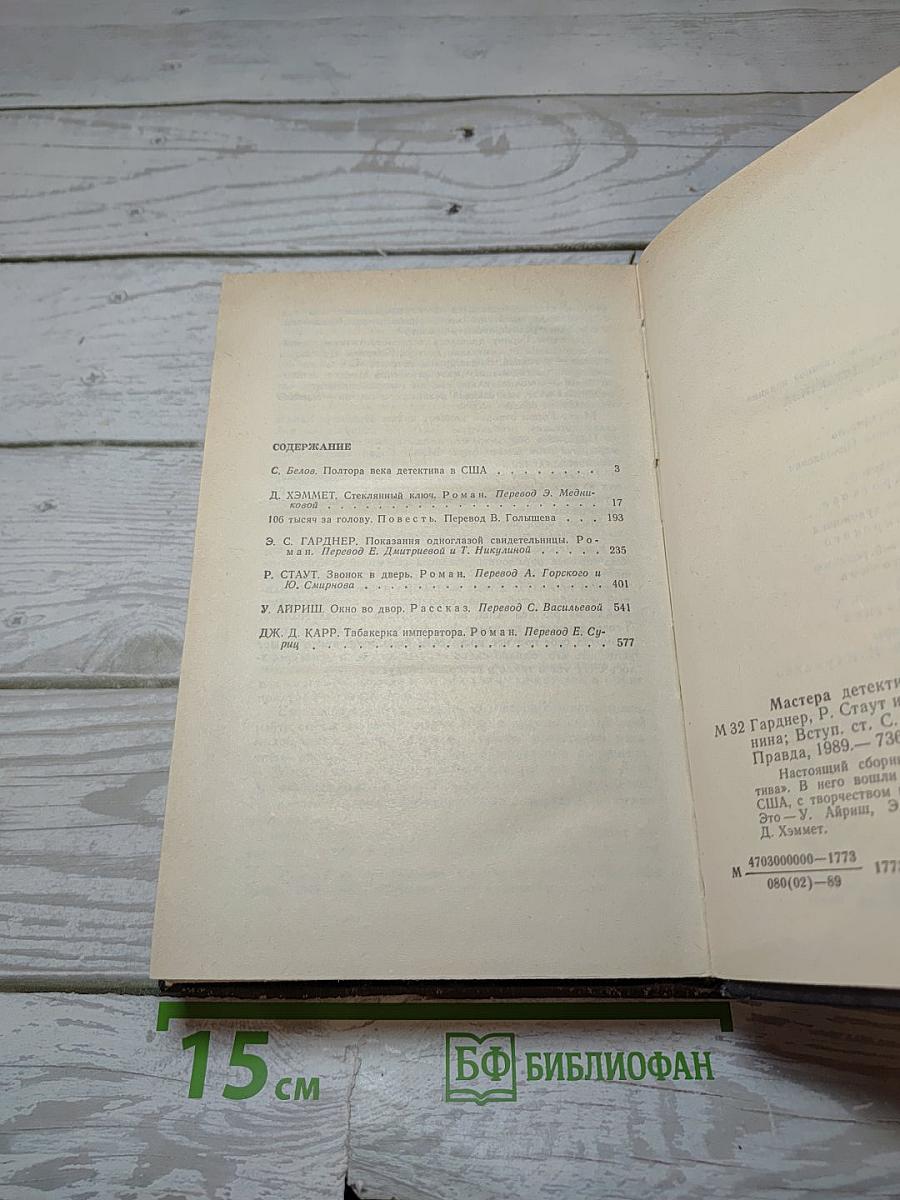 СОДЕРЖАНИЕ
С. Белов. Полтора века детектива в США . . . . . . . . 3
Д. ХЭММЕТ. Стеклянный ключ. Роман. Перевод Э. Медни-
ковой . . . . . . . . . . . . . . . . . . . . 17
106 тысяч за голову. Повесть. Перевод В. Голышева . . . 193
Э. С. ГАРДНЕР. Показания одноглазой свидетельницы. Ро-
ман. Перевод Е. Дмитриевой и Т. Никулиной . . . . . 235
Р. СТАУТ. Звонок в дверь. Роман. Перевод А. Горского и
Ю. Смирнова . . . . . . . . . . . . . . . . . 401
У. АЙРИШ. Окно во двор. Рассказ. Перевод С. Васильевой 541
ДЖ. Д. КАРР. Табакерка императора. Роман. Перевод Е. Су-
риц . . . . . . . . . . . . . . . . . . . . 577
Мастера детекти
М 32 Гарднер, Р. Стаут и
нина; Вступ. ст. С.
Правда, 1989.— 736
Настоящий сборни
тива». В него вошли
США, с творчеством
Это — У. Айриш, Э
Д. Хэммет.
М 4703000000—1773
080(02)—89
177
15 см
БФ БИБЛИОФАН